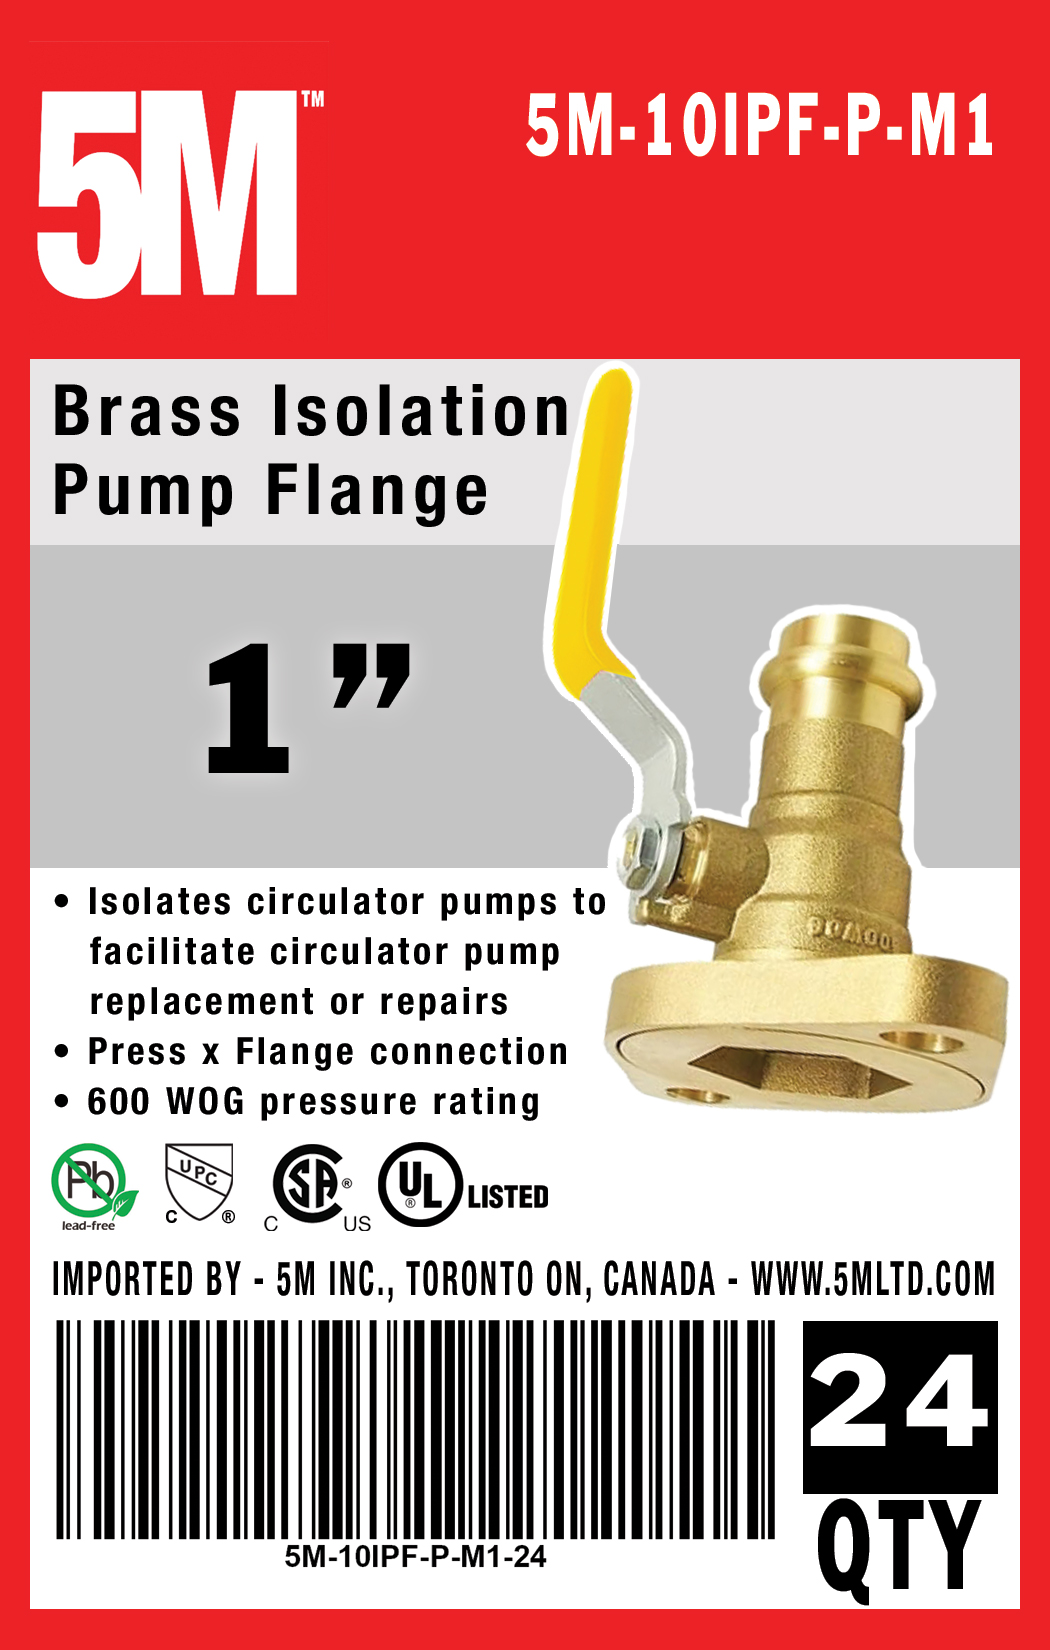 5M™
5M-10IPF-P-M1
Brass Isolation
Pump Flange
1”
• Isolates circulator pumps to
facilitate circulator pump
replacement or repairs
• Press x Flange connection
• 600 WOG pressure rating
Pb
lead-free
UPC
C ®
SA ®
C US
UL ® LISTED
IMPORTED BY - 5M INC., TORONTO ON, CANADA - WWW.5MLTD.COM
5M-10IPF-P-M1-24
24
QTY